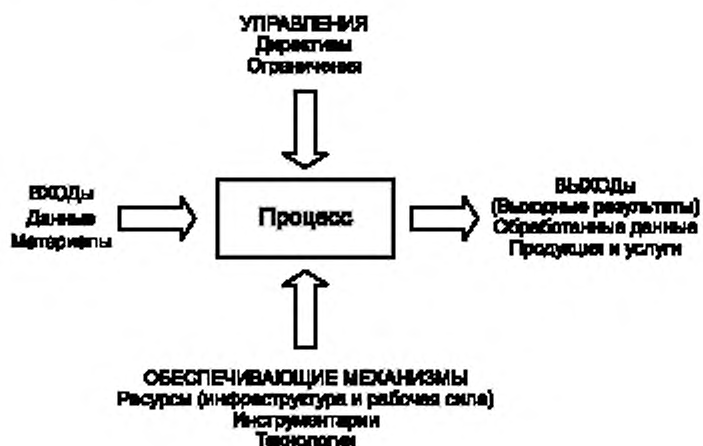 УПРАВЛЕНИЯ
Директивы
Ограничения
ВХОДЫ
Данные
Материалы
Процесс
ВЫХОДЫ
(Выходные результаты)
Обработанные данные
Продукция и услуги
ОБЕСПЕЧИВАЮЩИЕ МЕХАНИЗМЫ
Ресурсы (инфраструктура и рабочая сила)
Инструментарии
Технологии